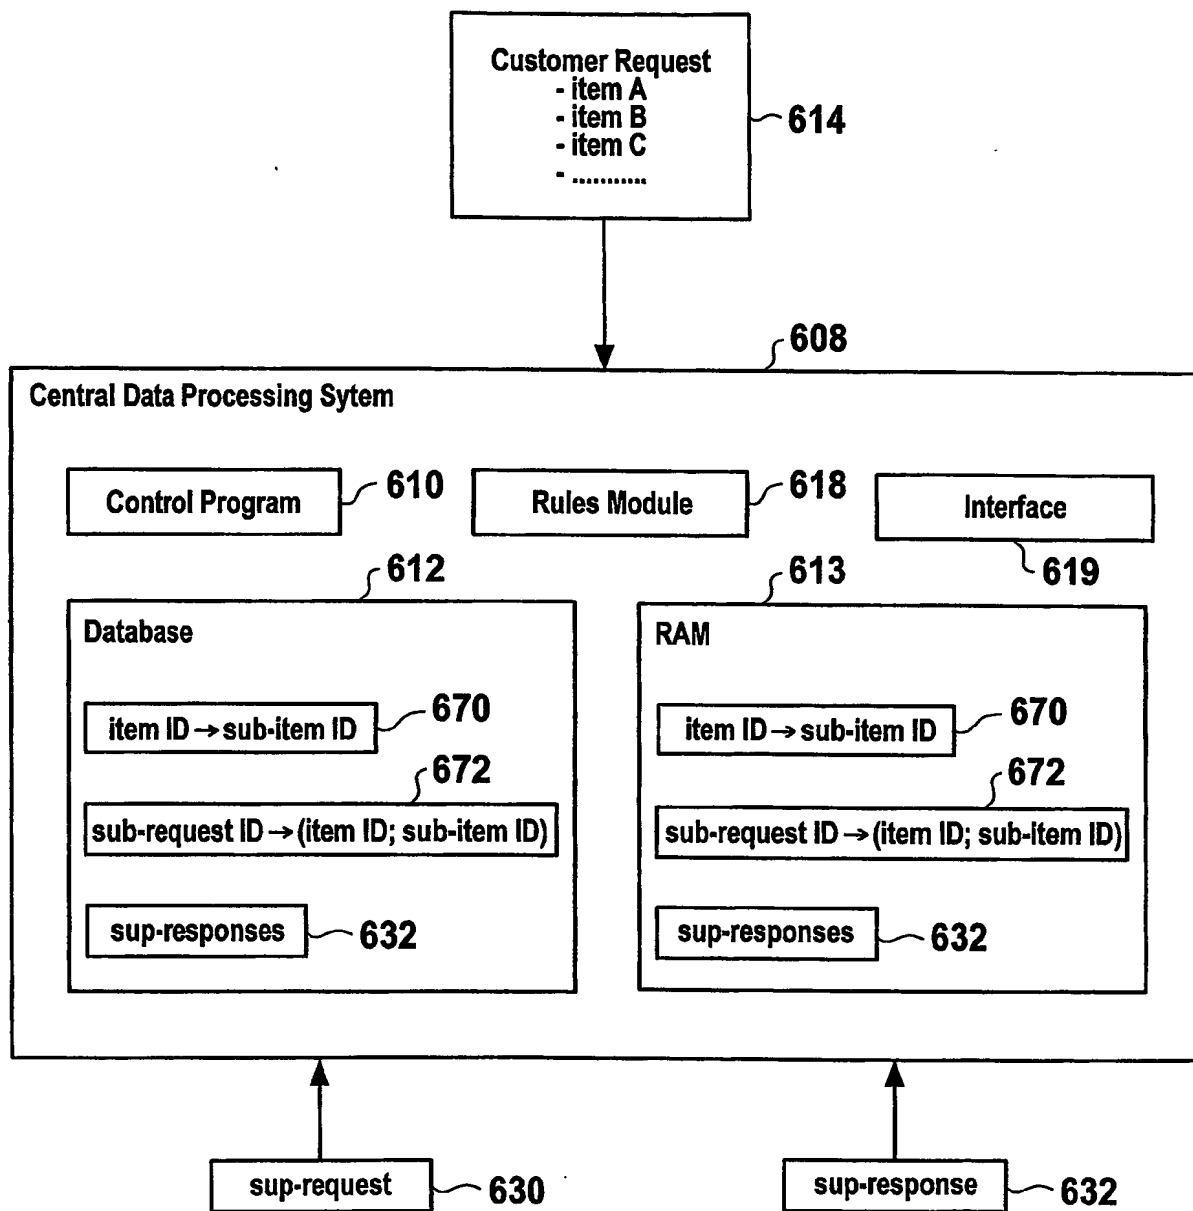 Customer Request
- item A
- item B
- item C
- ...........
614
608
Central Data Processing Sytem
Control Program
610
Rules Module
618
Interface
619
612
Database
item ID → sub-item ID
670
672
sub-request ID → (item ID; sub-item ID)
sup-responses
632
613
RAM
item ID → sub-item ID
670
672
sub-request ID → (item ID; sub-item ID)
sup-responses
632
sup-request
630
sup-response
632